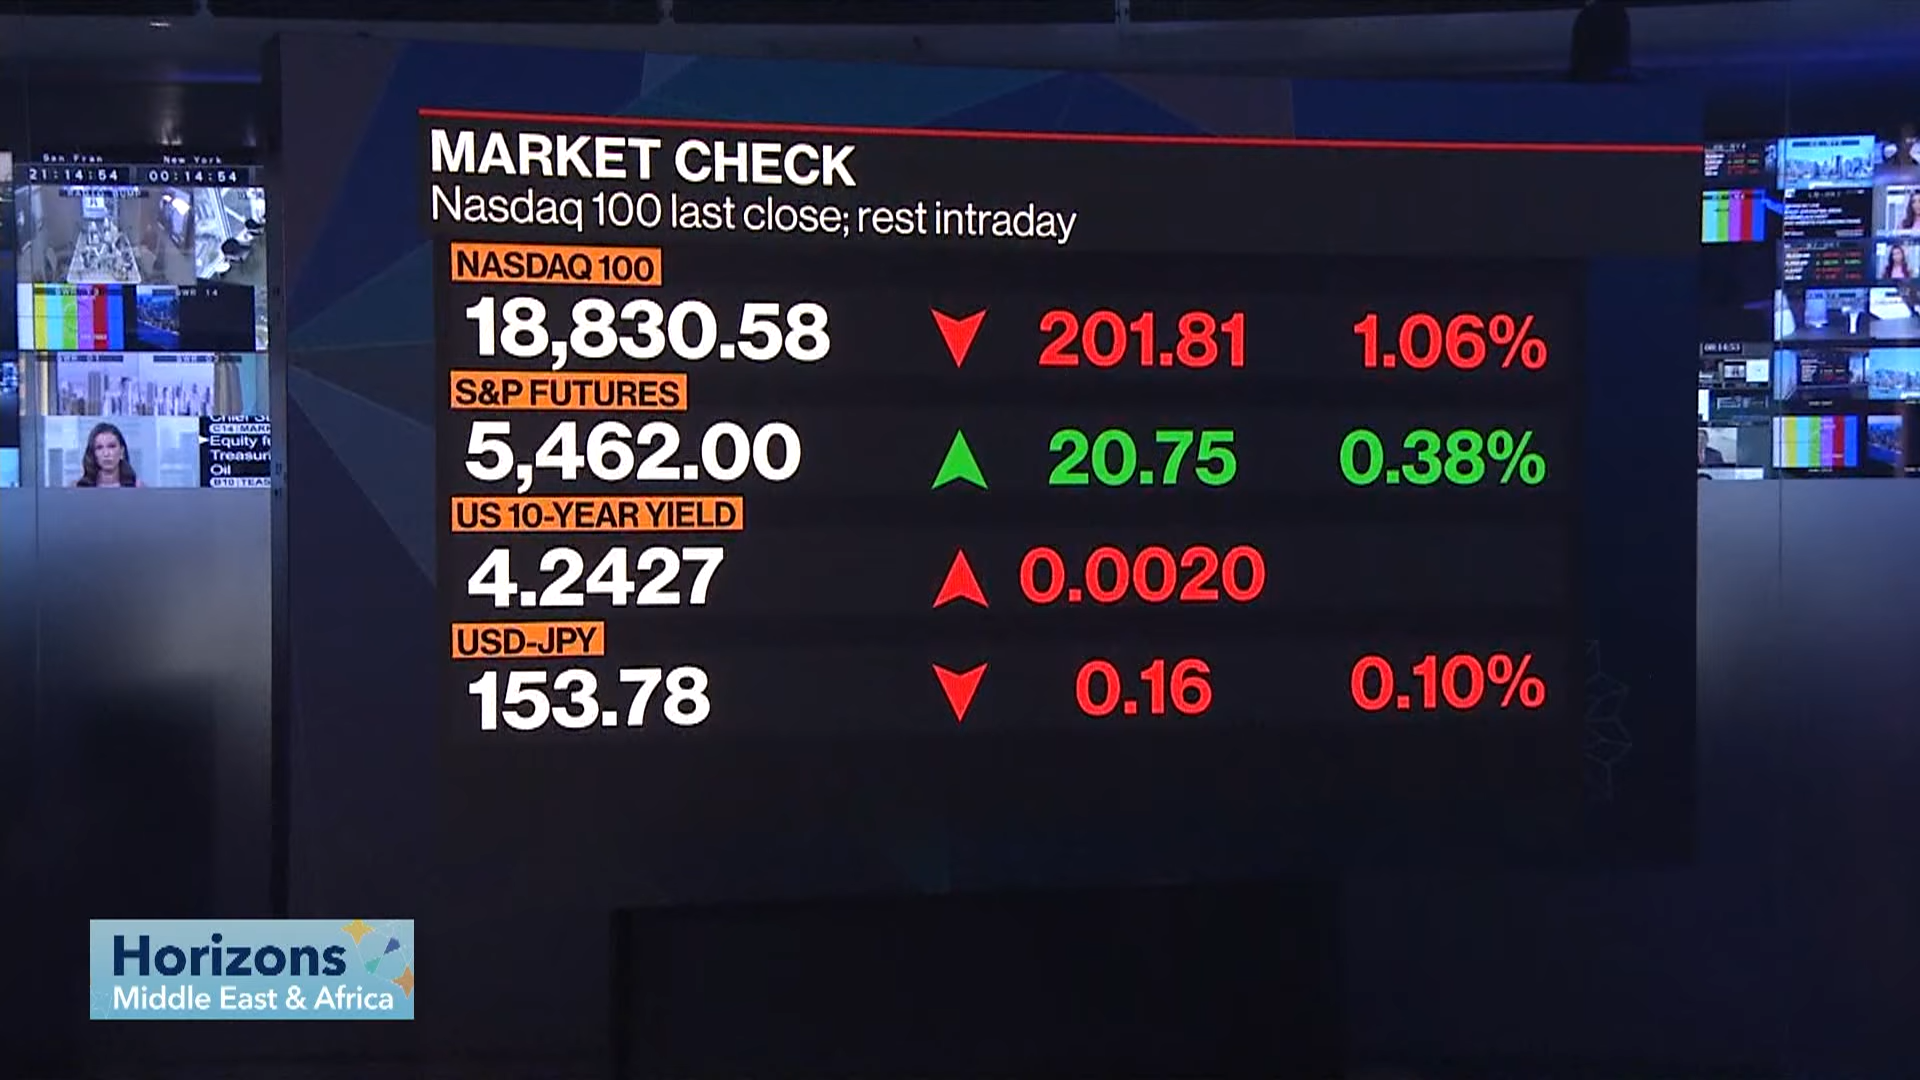 San Fran New York
21:14:54 00:14:54
MARKET CHECK
Nasdaq 100 last close; rest intraday
NASDAQ 100
18,830.58 201.81 1.06%
S&P FUTURES
5,462.00 20.75 0.38%
US 10-YEAR YIELD
4.2427 0.0020
USD-JPY
153.78 0.16 0.10%
Equity f
Treasuri
Oil
Horizons
Middle East & Africa